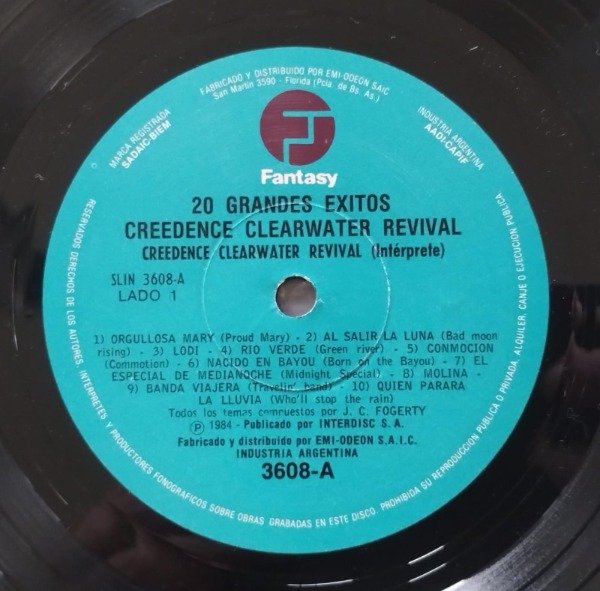 FABRICADO Y DISTRIBUIDO POR EMI-ODEON SAIC
San Martín 3590 - Florida (Pcia. de Bs. As.)
MARCA REGISTRADA
SADAIC-BIEM
INDUSTRIA ARGENTINA
AADI-CAPIF
Fantasy
20 GRANDES EXITOS
CREEDENCE CLEARWATER REVIVAL
CREEDENCE CLEARWATER REVIVAL (Intérprete)
SLIN 3608-A
LADO 1
1) ORGULLOSA MARY (Proud Mary) - 2) AL SALIR LA LUNA (Bad moon
rising) - 3) LODI - 4) RIO VERDE (Green river) - 5) CONMOCION
(Commotion) - 6) NACIDO EN BAYOU (Born on the Bayou) - 7) EL
ESPECIAL DE MEDIANOCHE (Midnight Special) - 8) MOLINA -
9) BANDA VIAJERA (Travelin' band) - 10) QUIEN PARARA
LA LLUVIA (Who'll stop the rain)
Todos los temas compuestos por J. C. FOGERTY
Ⓟ 1984 - Publicado por INTERDISC S. A.
Fabricado y distribuido por EMI-ODEON S.A.I.C.
INDUSTRIA ARGENTINA
3608-A
RESERVADOS DERECHOS DE LOS AUTORES, INTERPRETES Y PRODUCTORES FONOGRAFICOS SOBRE OBRAS GRABADAS EN ESTE DISCO. PROHIBIDA SU REPRODUCCION PUBLICA O PRIVADA, ALQUILER, CANJE O EJECUCION PUBLICA